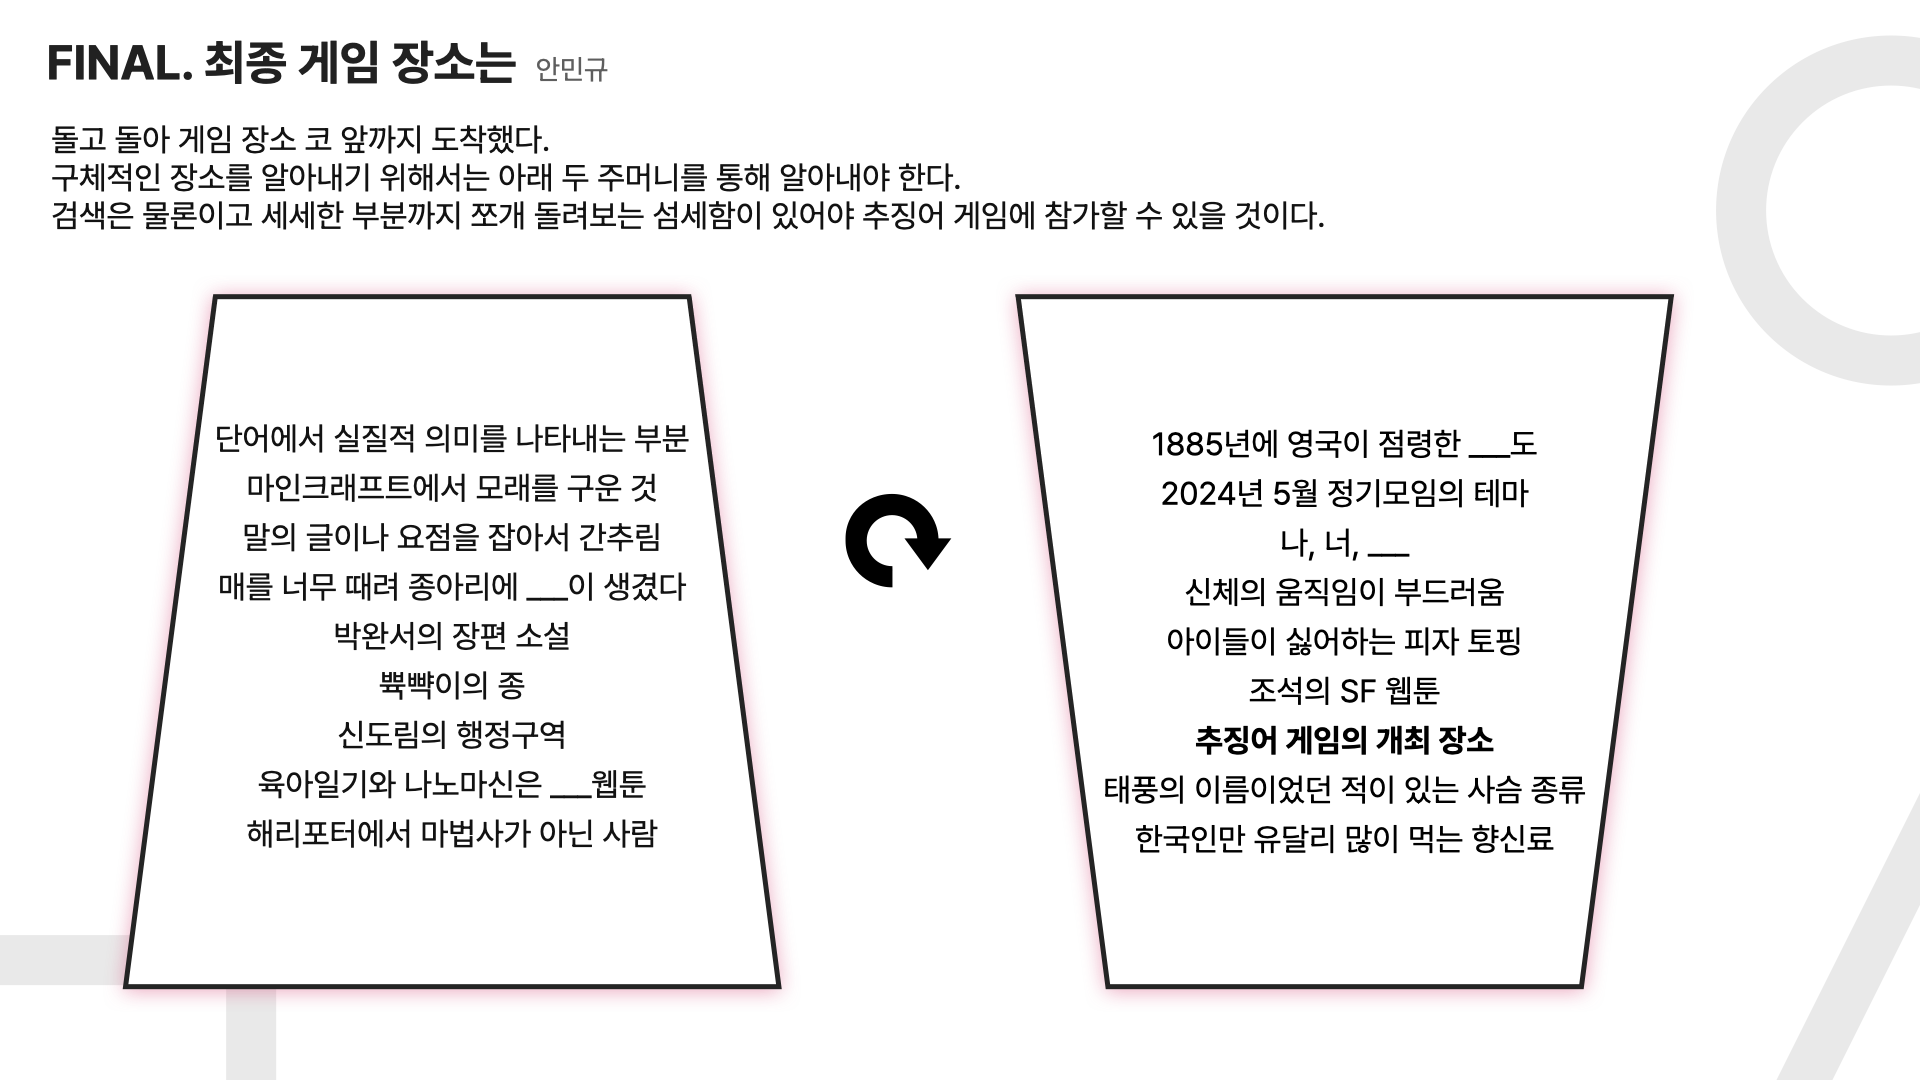 FINAL. 최종 게임 장소는 안민규
돌고 돌아 게임 장소 코 앞까지 도착했다.
구체적인 장소를 알아내기 위해서는 아래 두 주머니를 통해 알아내야 한다.
검색은 물론이고 세세한 부분까지 쪼개 돌려보는 섬세함이 있어야 추징어 게임에 참가할 수 있을 것이다.
단어에서 실질적 의미를 나타내는 부분
마인크래프트에서 모래를 구운 것
말의 글이나 요점을 잡아서 간추림
매를 너무 때려 종아리에 ___이 생겼다
박완서의 장편 소설
쀽뺙이의 종
신도림의 행정구역
육아일기와 나노마신은 ___웹툰
해리포터에서 마법사가 아닌 사람
1885년에 영국이 점령한 ___도
2024년 5월 정기모임의 테마
나, 너, ___
신체의 움직임이 부드러움
아이들이 싫어하는 피자 토핑
조석의 SF 웹툰
추징어 게임의 개최 장소
태풍의 이름이었던 적이 있는 사슴 종류
한국인만 유달리 많이 먹는 향신료